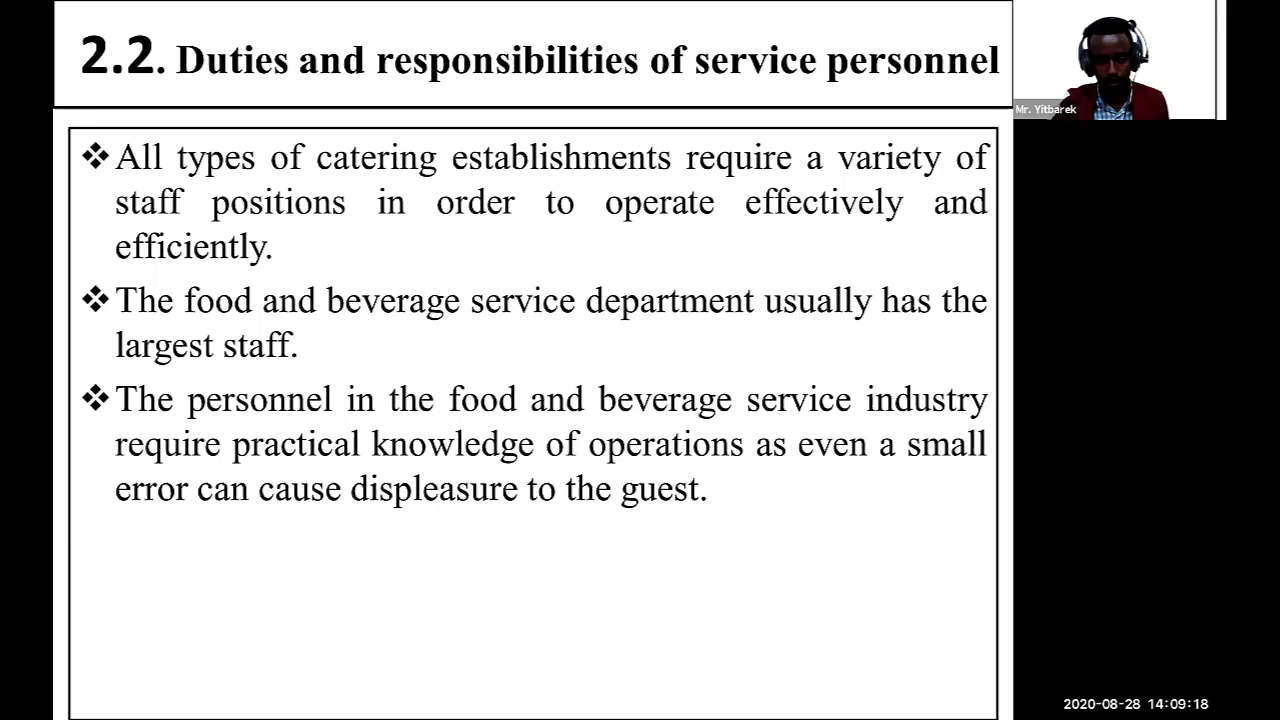 2.2. Duties and responsibilities of service personnel
Mr. Yitbarek
❖All types of catering establishments require a variety of
staff positions in order to operate effectively and
efficiently.
❖The food and beverage service department usually has the
largest staff.
❖The personnel in the food and beverage service industry
require practical knowledge of operations as even a small
error can cause displeasure to the guest.
2020-08-28 14:09:18